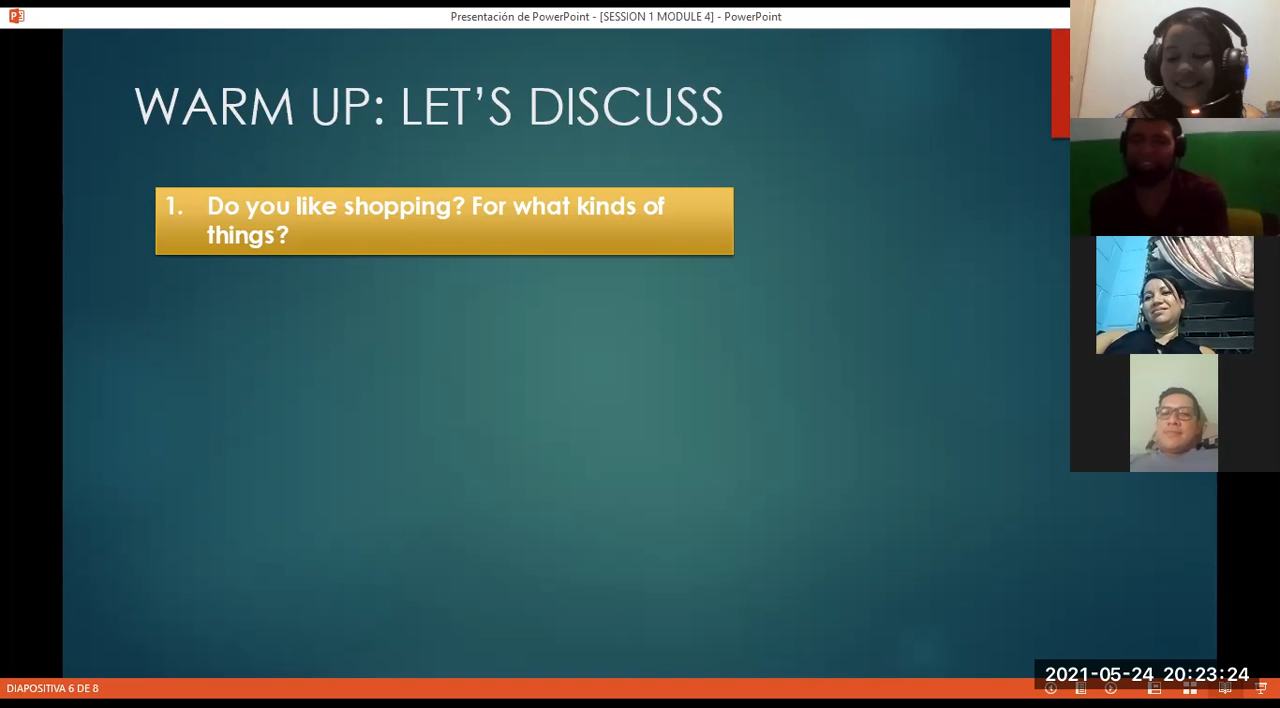 Presentación de PowerPoint - [SESSION 1 MODULE 4] - PowerPoint
WARM UP: LET’S DISCUSS
1. Do you like shopping? For what kinds of
things?
2021-05-24 20:23:24
DIAPOSITIVA 6 DE 8